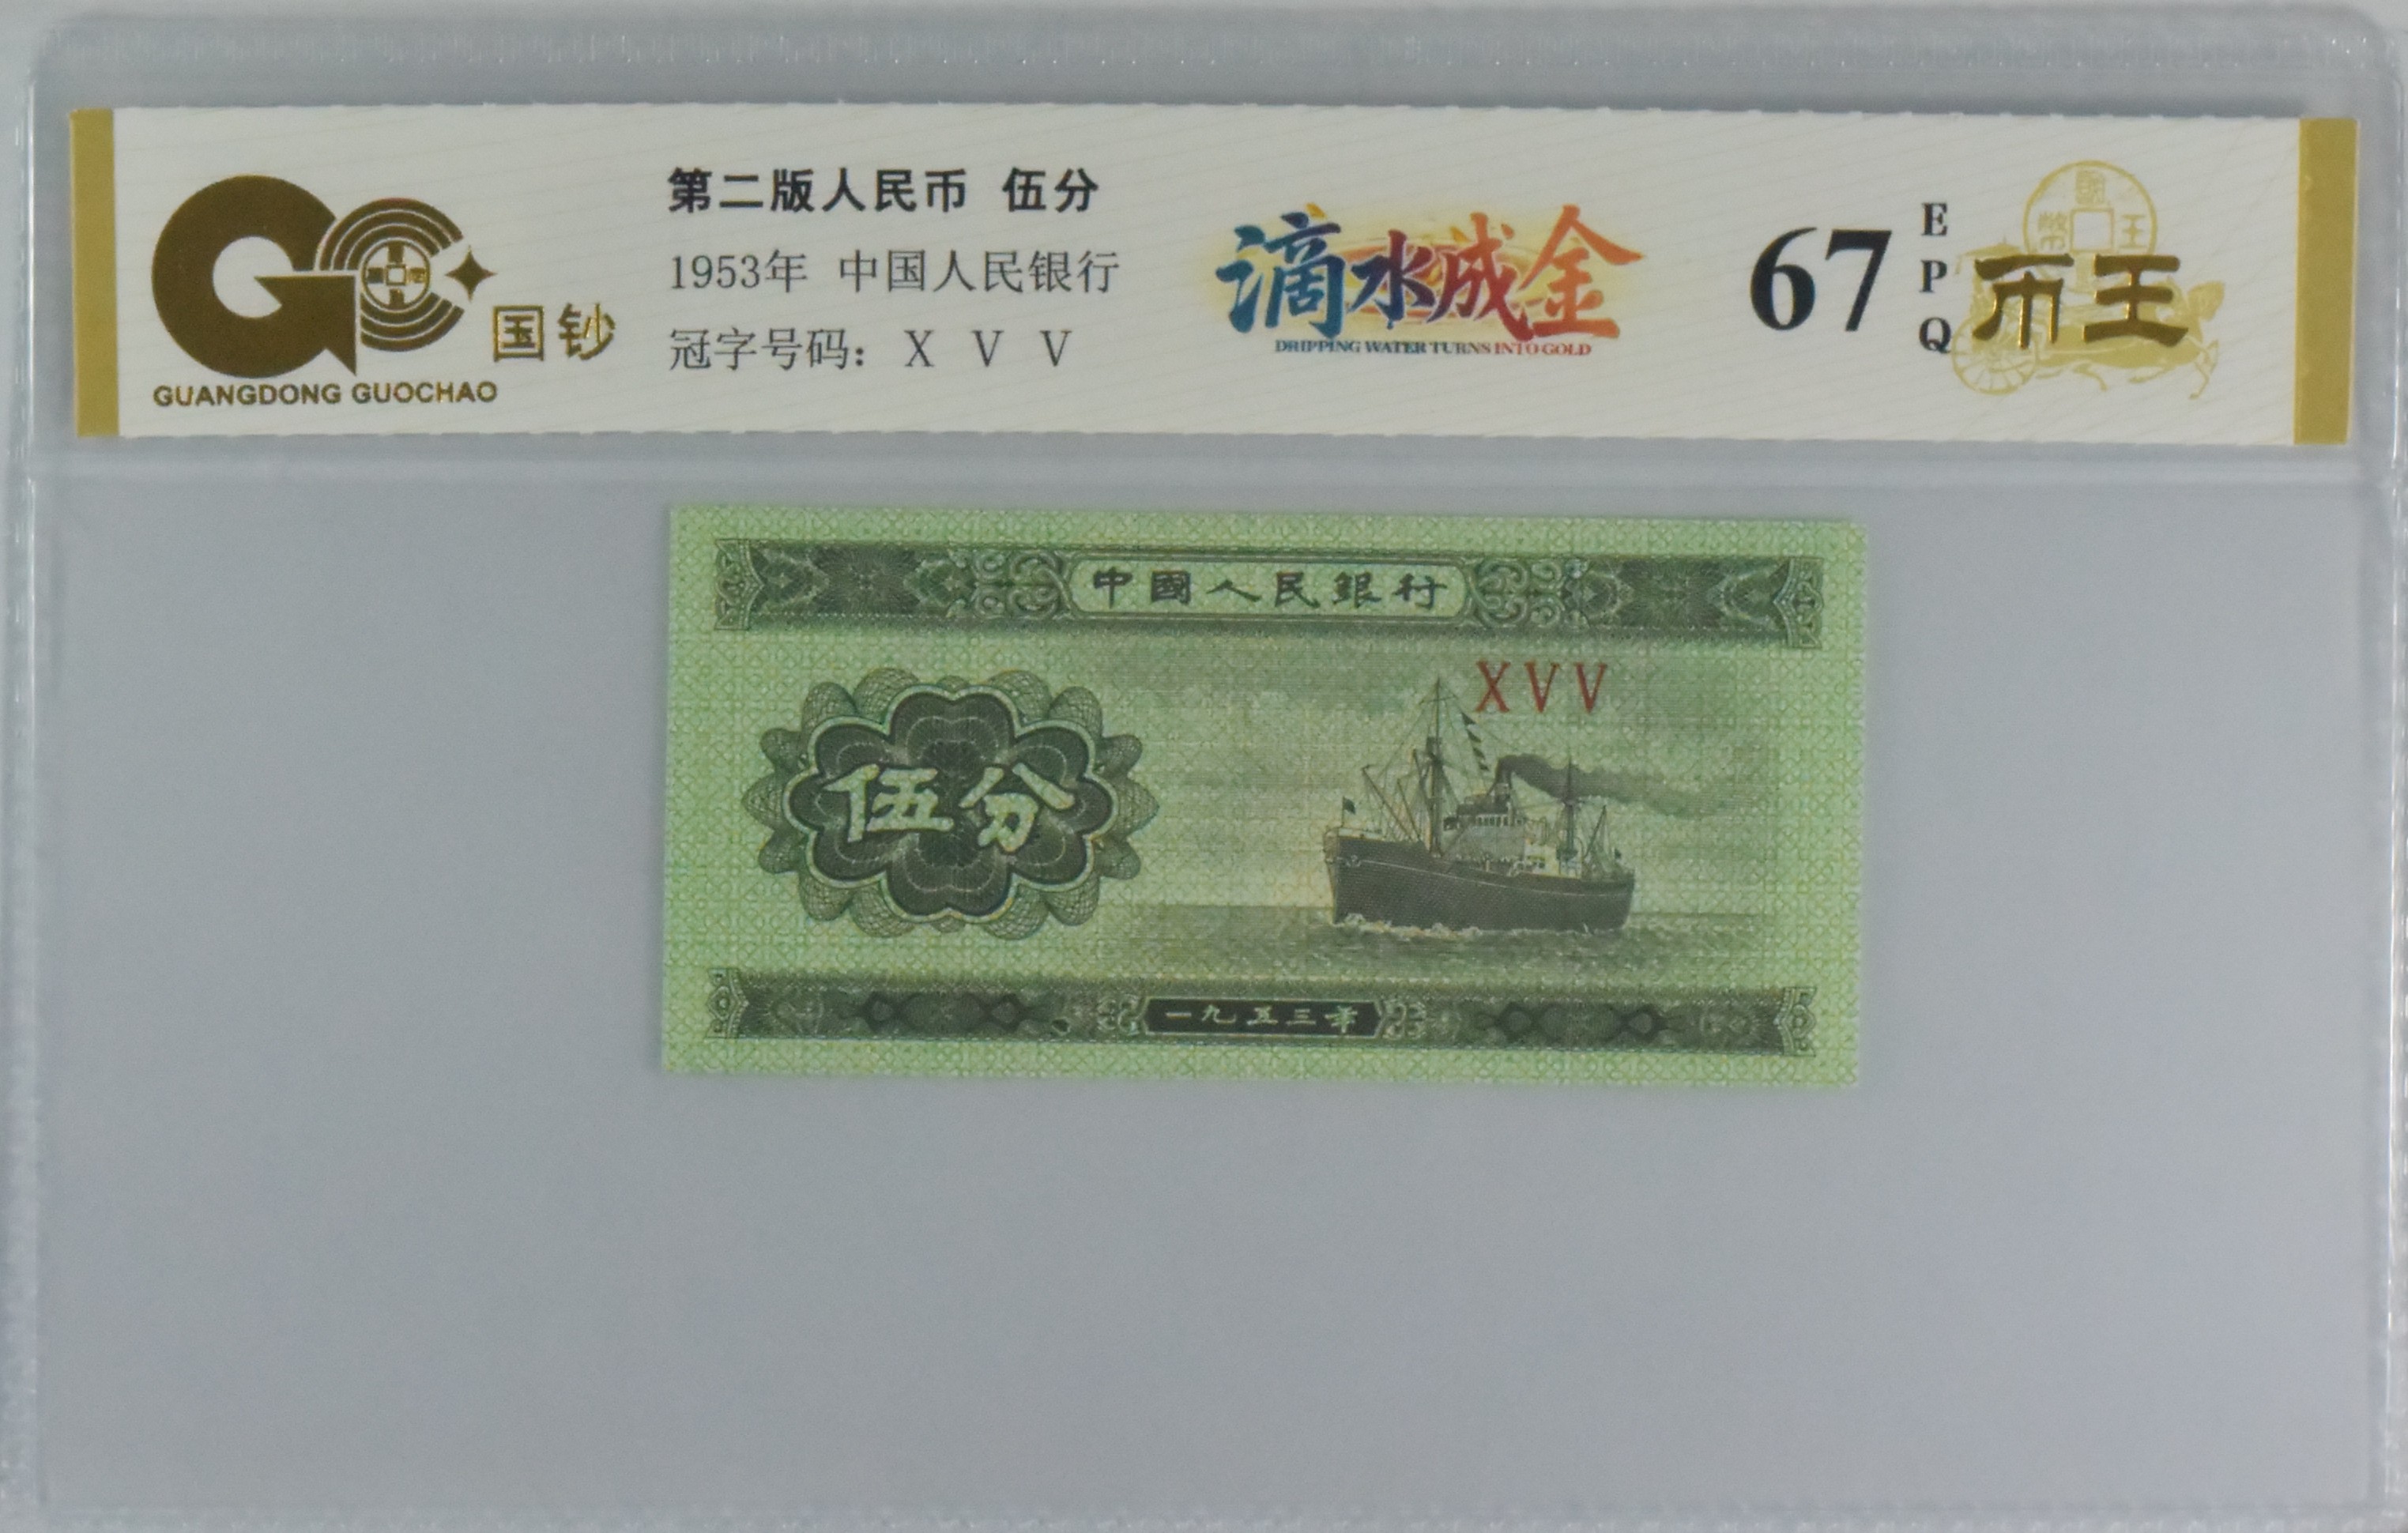 第二版人民币 伍分
1953年 中国人民银行
冠字号码： X V V
国钞
GUANGDONG GUOCHAO
滴水成金
DRIPPING WATER TURNS INTO GOLD
67
EPQ
币王
中國人民銀行
XVV
伍分
一九五三年